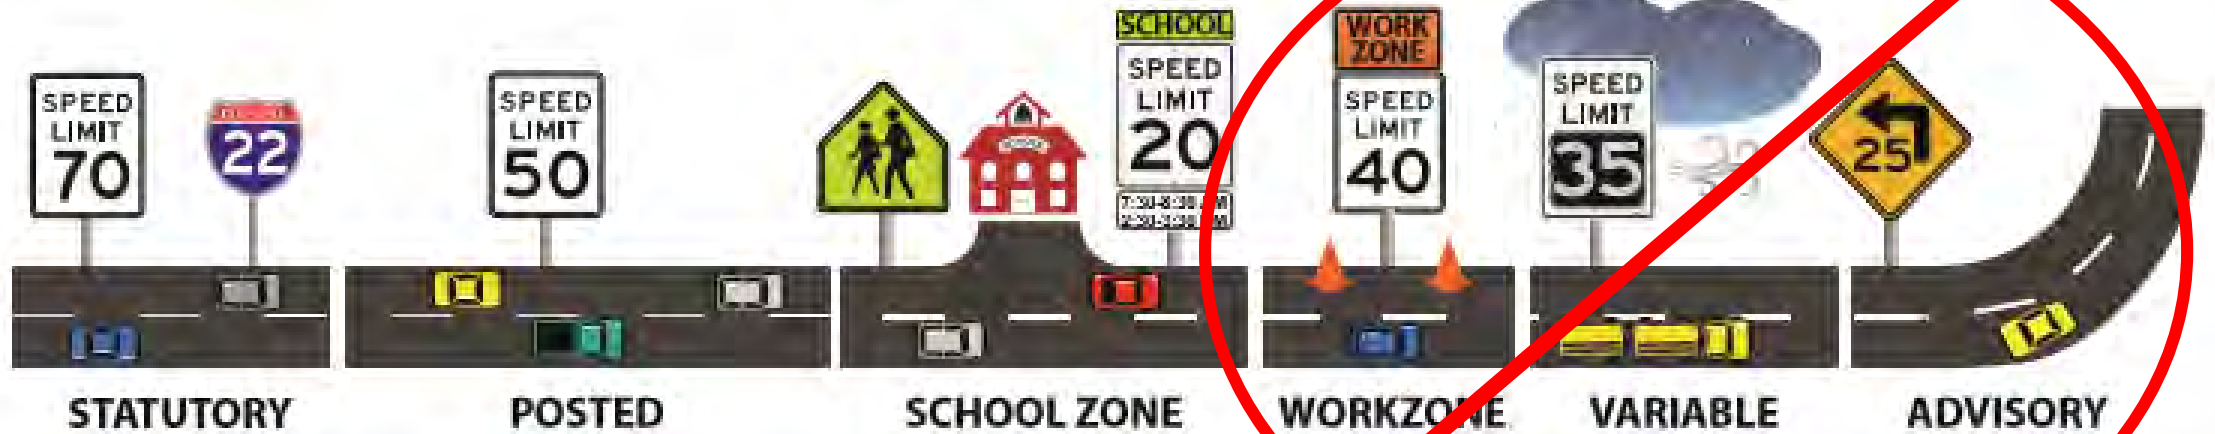 SPEED
LIMIT
70
22
STATUTORY
SPEED
LIMIT
50
POSTED
SCHOOL
SPEED
LIMIT
20
SCHOOL ZONE
WORK
ZONE
SPEED
LIMIT
40
WORKZONE
SPEED
LIMIT
35
VARIABLE
25
ADVISORY